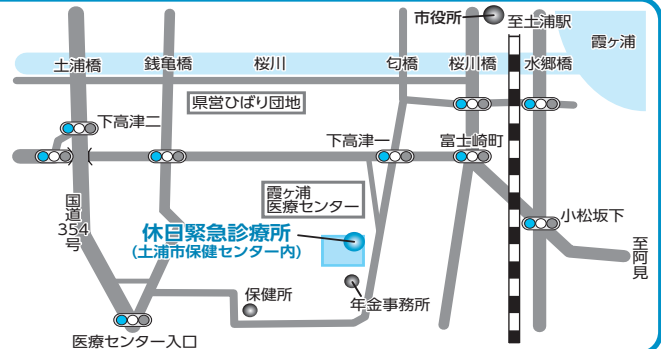 市役所
至土浦駅
霞ヶ浦
土浦橋
銭亀橋
桜川
匂橋
桜川橋
水郷橋
県営ひばり団地
下高津二
下高津一
富士崎町
国道354号
霞ヶ浦
医療センター
小松坂下
休日緊急診療所
(土浦市保健センター内)
至阿見
保健所
年金事務所
医療センター入口